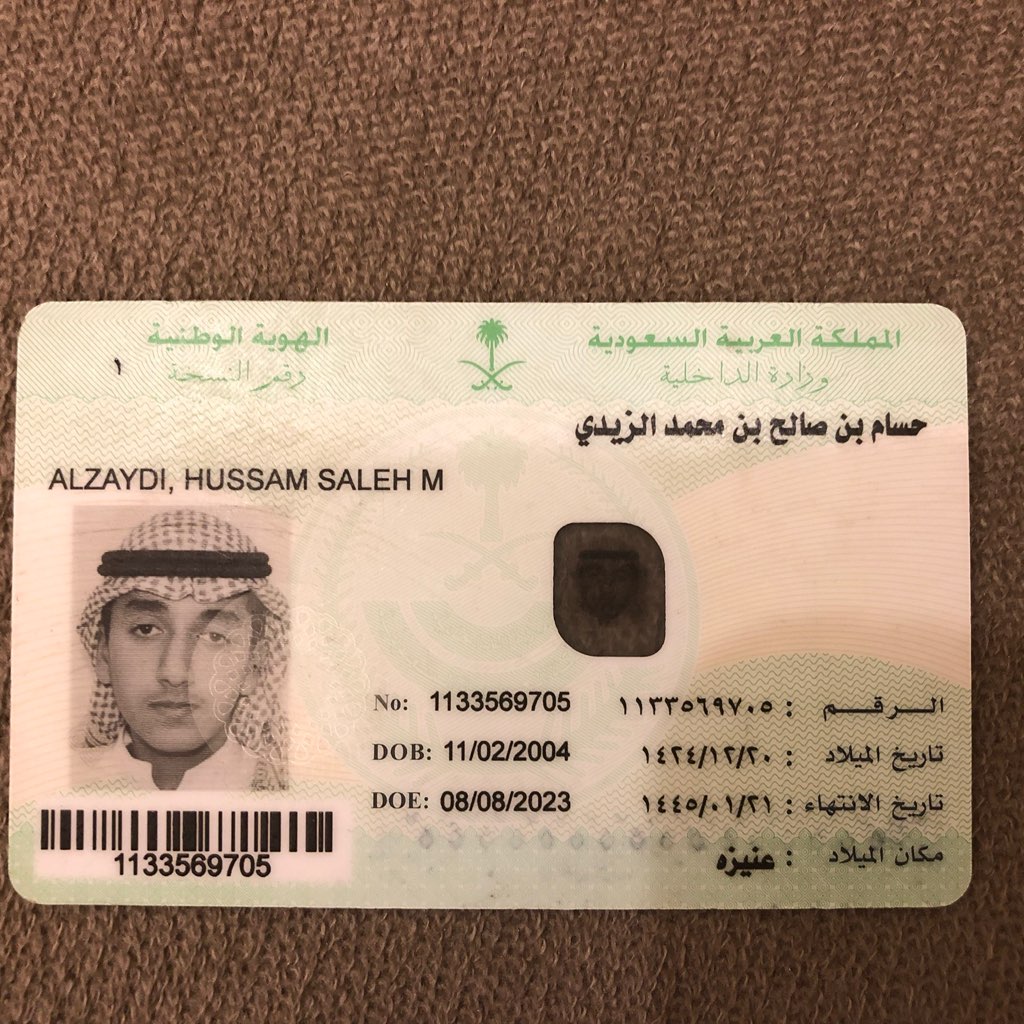 المملكة العربية السعودية
وزارة الداخلية
الهوية الوطنية
رقم النسخة ١
حسام بن صالح بن محمد الزيدي
ALZAYDI, HUSSAM SALEH M
الـرقــم : ١١٣٣٥٦٩٧٠٥ No: 1133569705
تاريخ الميلاد : ١٤٢٤/١٢/٢٠ DOB: 11/02/2004
تاريخ الانتهاء : ١٤٤٥/٠١/٢١ DOE: 08/08/2023
مكان الميلاد : عنيزه
1133569705